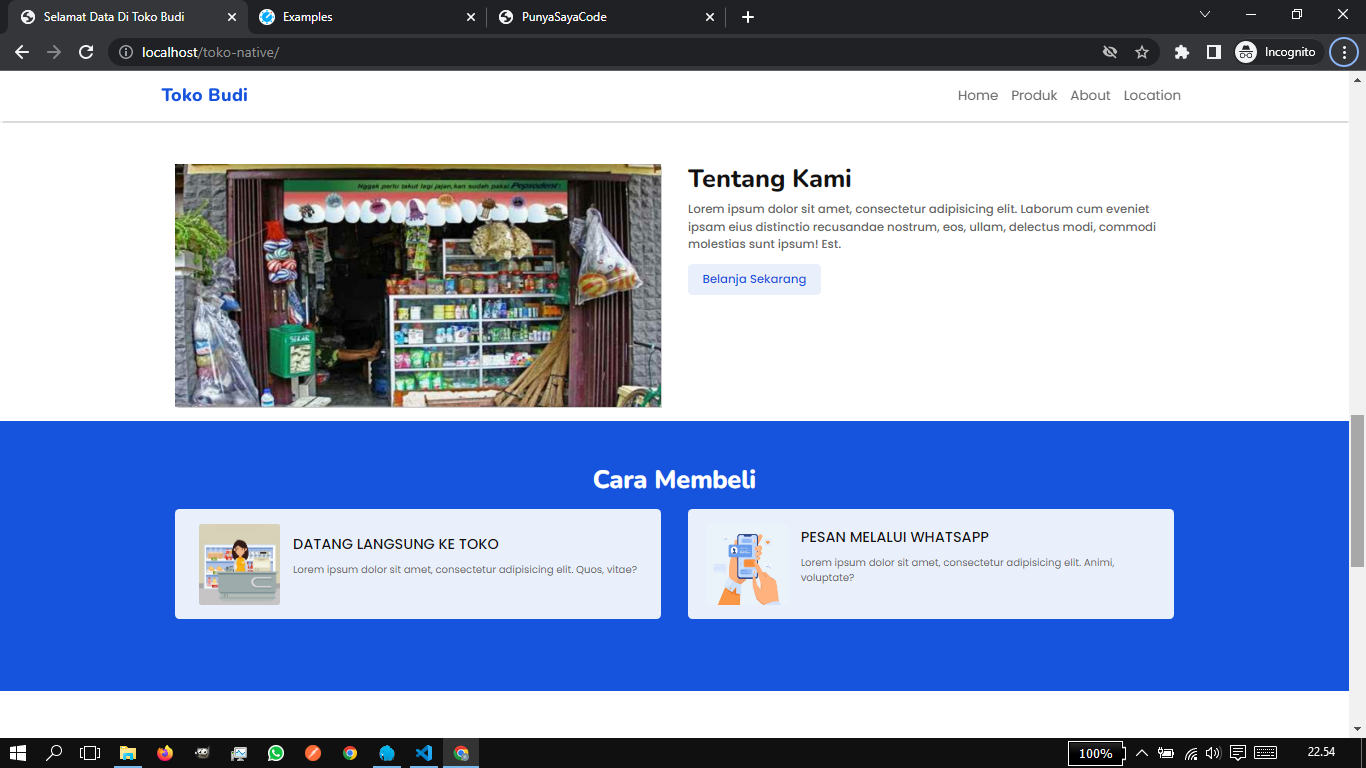 Selamat Data Di Toko Budi
Examples
PunyaSayaCode
localhost/toko-native/
Incognito
Toko Budi
Home Produk About Location
Nggak perlu takut lagi jajan, kan sudah pakai Pepsodent!
Tentang Kami
Lorem ipsum dolor sit amet, consectetur adipisicing elit. Laborum cum eveniet
ipsam eius distinctio recusandae nostrum, eos, ullam, delectus modi, commodi
molestias sunt ipsum! Est.
Belanja Sekarang
Cara Membeli
DATANG LANGSUNG KE TOKO
Lorem ipsum dolor sit amet, consectetur adipisicing elit. Quos, vitae?
PESAN MELALUI WHATSAPP
Lorem ipsum dolor sit amet, consectetur adipisicing elit. Animi,
voluptate?
100%
22.54